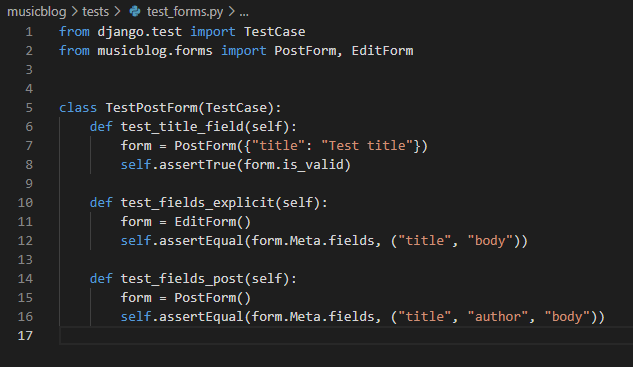 musicblog > tests > test_forms.py > ...
1 from django.test import TestCase
2 from musicblog.forms import PostForm, EditForm
3
4
5 class TestPostForm(TestCase):
6     def test_title_field(self):
7         form = PostForm({"title": "Test title"})
8         self.assertTrue(form.is_valid)
9
10     def test_fields_explicit(self):
11         form = EditForm()
12         self.assertEqual(form.Meta.fields, ("title", "body"))
13
14     def test_fields_post(self):
15         form = PostForm()
16         self.assertEqual(form.Meta.fields, ("title", "author", "body"))
17